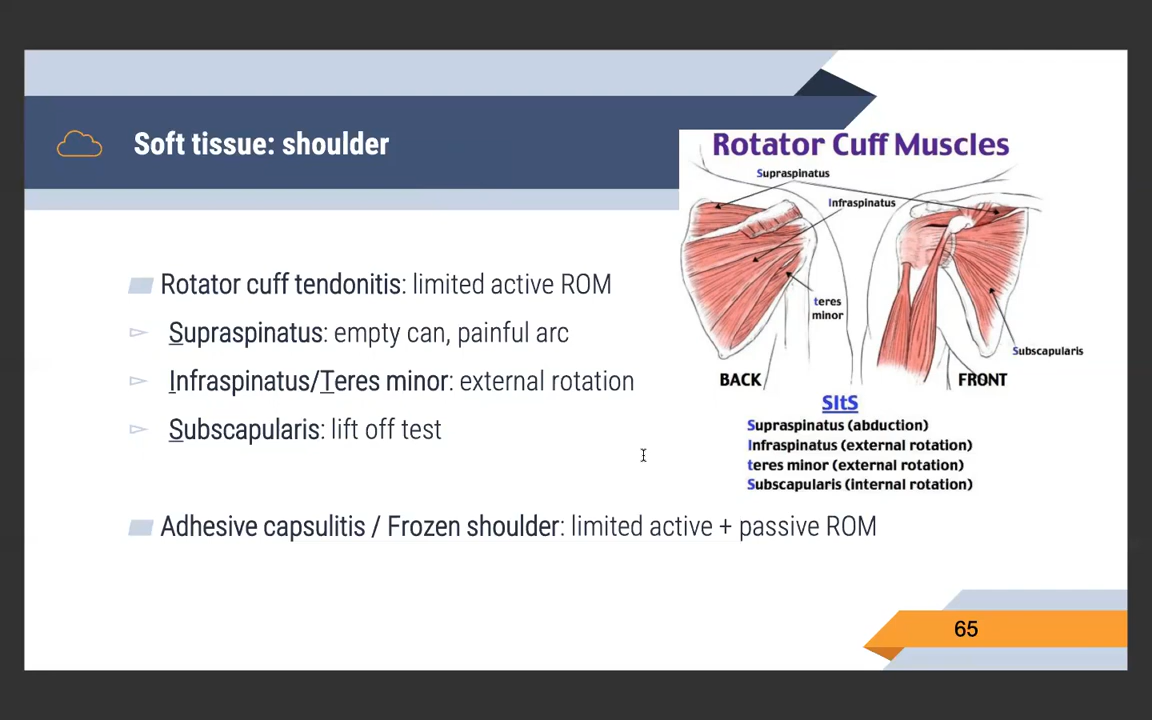 Soft tissue: shoulder
Rotator cuff tendonitis: limited active ROM
Supraspinatus: empty can, painful arc
Infraspinatus/Teres minor: external rotation
Subscapularis: lift off test
Adhesive capsulitis / Frozen shoulder: limited active + passive ROM
Rotator Cuff Muscles
Supraspinatus
Infraspinatus
teres
minor
Subscapularis
BACK
FRONT
SItS
Supraspinatus (abduction)
Infraspinatus (external rotation)
teres minor (external rotation)
Subscapularis (internal rotation)
65